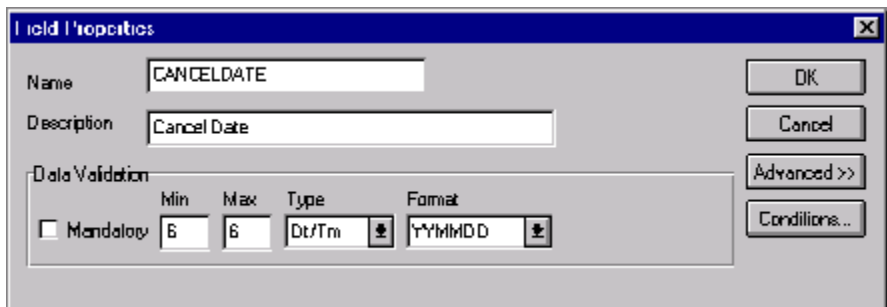 Field Properties
Name CANCELDATE OK
Description Cancel Date Cancel
Data Validation Advanced >>
Min Max Type Format
Mandatory 6 6 Dt/Tm YYMMDD Conditions...